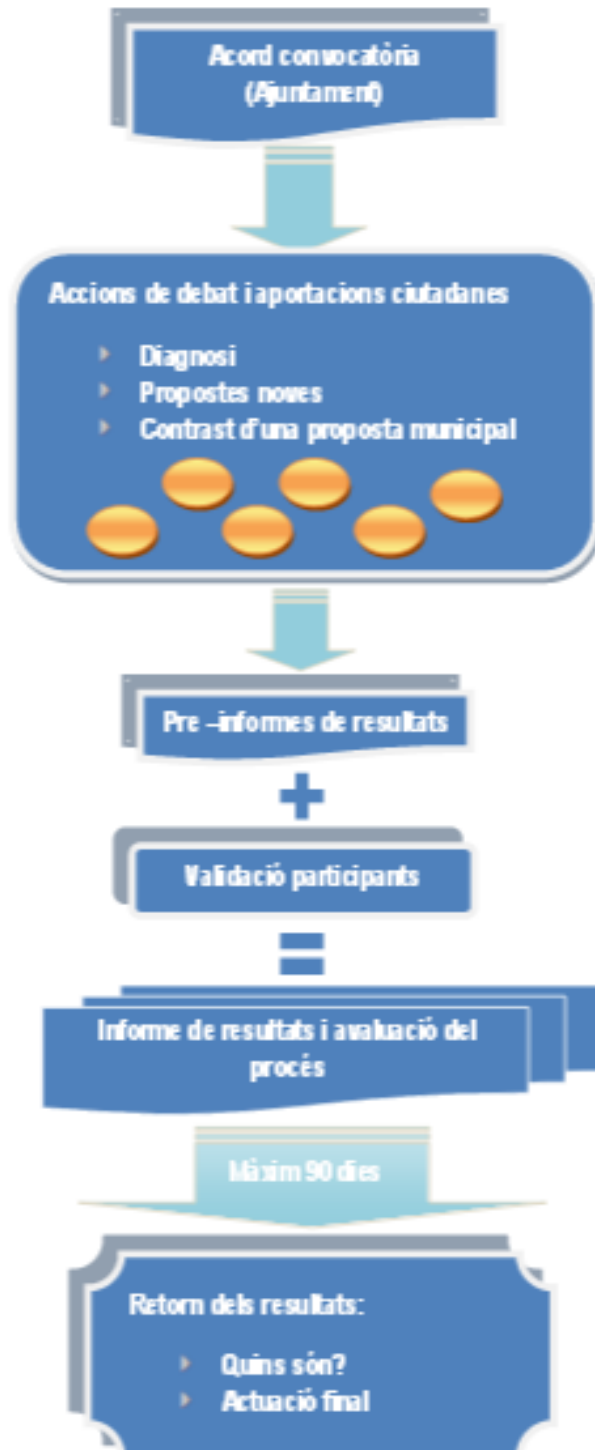 Acord convocatòria
(Ajuntament)
Accions de debat i aportacions ciutadanes
Diagnosi
Propostes noves
Contrast d'una proposta municipal
Pre –informes de resultats
+
Validació participants
=
Informe de resultats i avaluació del
procés
Màxim 90 dies
Retorn dels resultats:
Quins són?
Actuació final